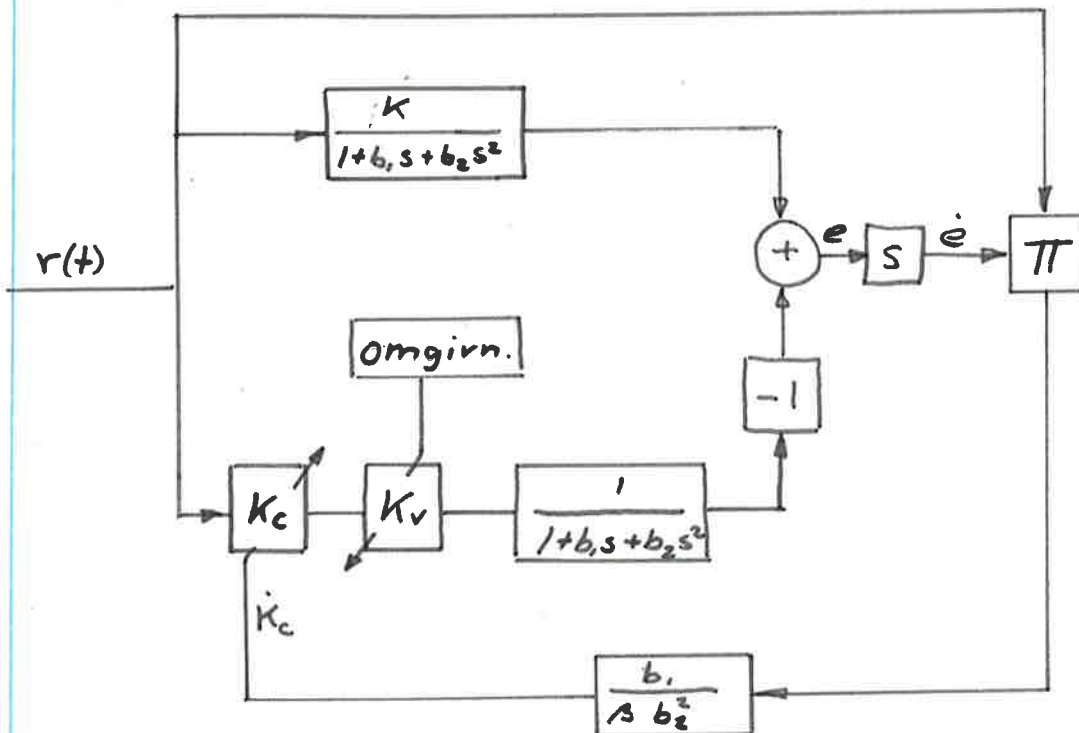 K
1+b₁s+b₂s²
r(t)
+
e
s
ė
π
omgivn.
-1
Kc
Kv
1
1+b₁s+b₂s²
K̇c
b₁
β b₂²